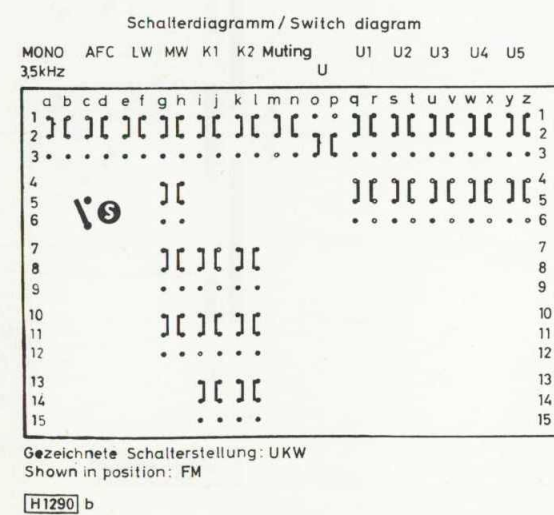 Schalterdiagramm / Switch diagram
MONO AFC LW MW K1 K2 Muting U1 U2 U3 U4 U5
3,5kHz U
a b c d e f g h i j k l m n o p q r s t u v w x y z
1 1
2 2
3 3
4 4
5 S 5
6 6
7 7
8 8
9 9
10 10
11 11
12 12
13 13
14 14
15 15
Gezeichnete Schalterstellung: UKW
Shown in position: FM
H1290 b